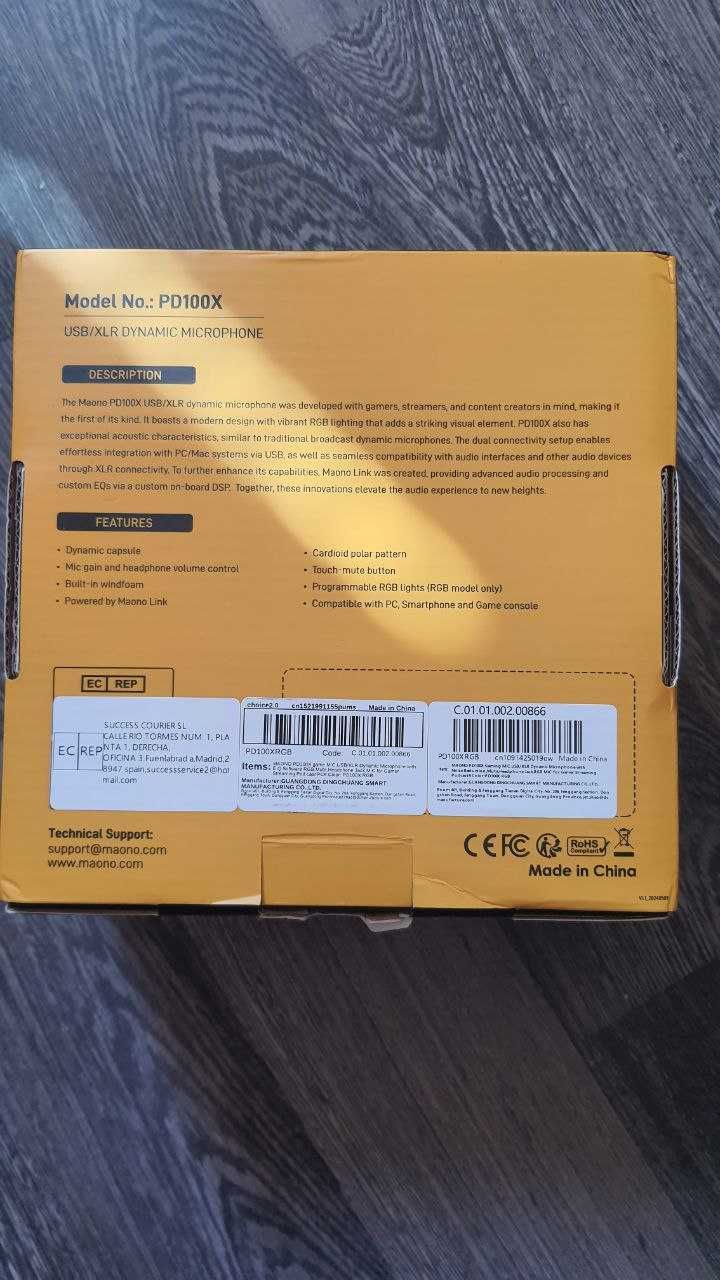 Model No.: PD100X
USB/XLR DYNAMIC MICROPHONE
DESCRIPTION
The Maono PD100X USB/XLR dynamic microphone was developed with gamers, streamers, and content creators in mind, making it
the first of its kind. It boasts a modern design with vibrant RGB lighting that adds a striking visual element. PD100X also has
exceptional acoustic characteristics, similar to traditional broadcast dynamic microphones. The dual connectivity setup enables
effortless integration with PC/Mac systems via USB, as well as seamless compatibility with audio interfaces and other audio devices
through XLR connectivity. To further enhance its capabilities, Maono Link was created, providing advanced audio processing and
custom EQs via a custom on-board DSP. Together, these innovations elevate the audio experience to new heights.
FEATURES
• Dynamic capsule
• Mic gain and headphone volume control
• Built-in windfoam
• Powered by Maono Link
• Cardioid polar pattern
• Touch-mute button
• Programmable RGB lights (RGB model only)
• Compatible with PC, Smartphone and Game console
EC REP
EC REP
SUCCESS COURIER SL
CALLE RIO TORMES NUM. 1, PLA
NTA 1, DERECHA,
OFICINA 3,Fuenlabrad a,Madrid,2
8947 spain,successservice2@hot
mail.com
choice2.0 cn1521991155pums Made in China
PD100XRGB Code: C.01.01.002.00866
Items:
Manufacturer:GUANGDONG DINGCHUANG SMART
MANUFACTURING CO.,LTD.
C.01.01.002.00866
PD100XRGB cn1091425019ow Made in China
Technical Support:
support@maono.com
www.maono.com
CE FC RoHS
Compliant
Made in China